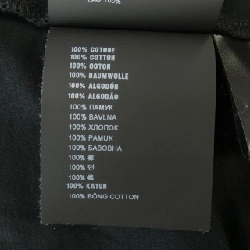 100% COTONE
100% COTTON
100% COTON
100% BAUMWOLLE
100% ALGODÓN
100% ALGODÃO
100% ПАМУК
100% BAVLNA
100% ХЛОПОК
100% PAMUK
100% БАВОВНА
100% 棉
100% 면
100% 棉
100% KATUN
100% BÔNG COTTON